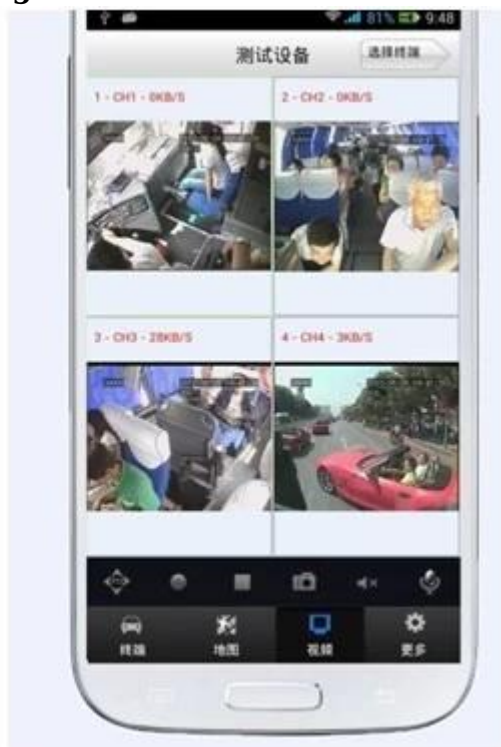 81% 9:48
测试设备 选择终端
1 - CH1 - 0KB/S 2 - CH2 - 0KB/S
3 - CH3 - 28KB/S 4 - CH4 - 3KB/S
终端 地图 视频 更多